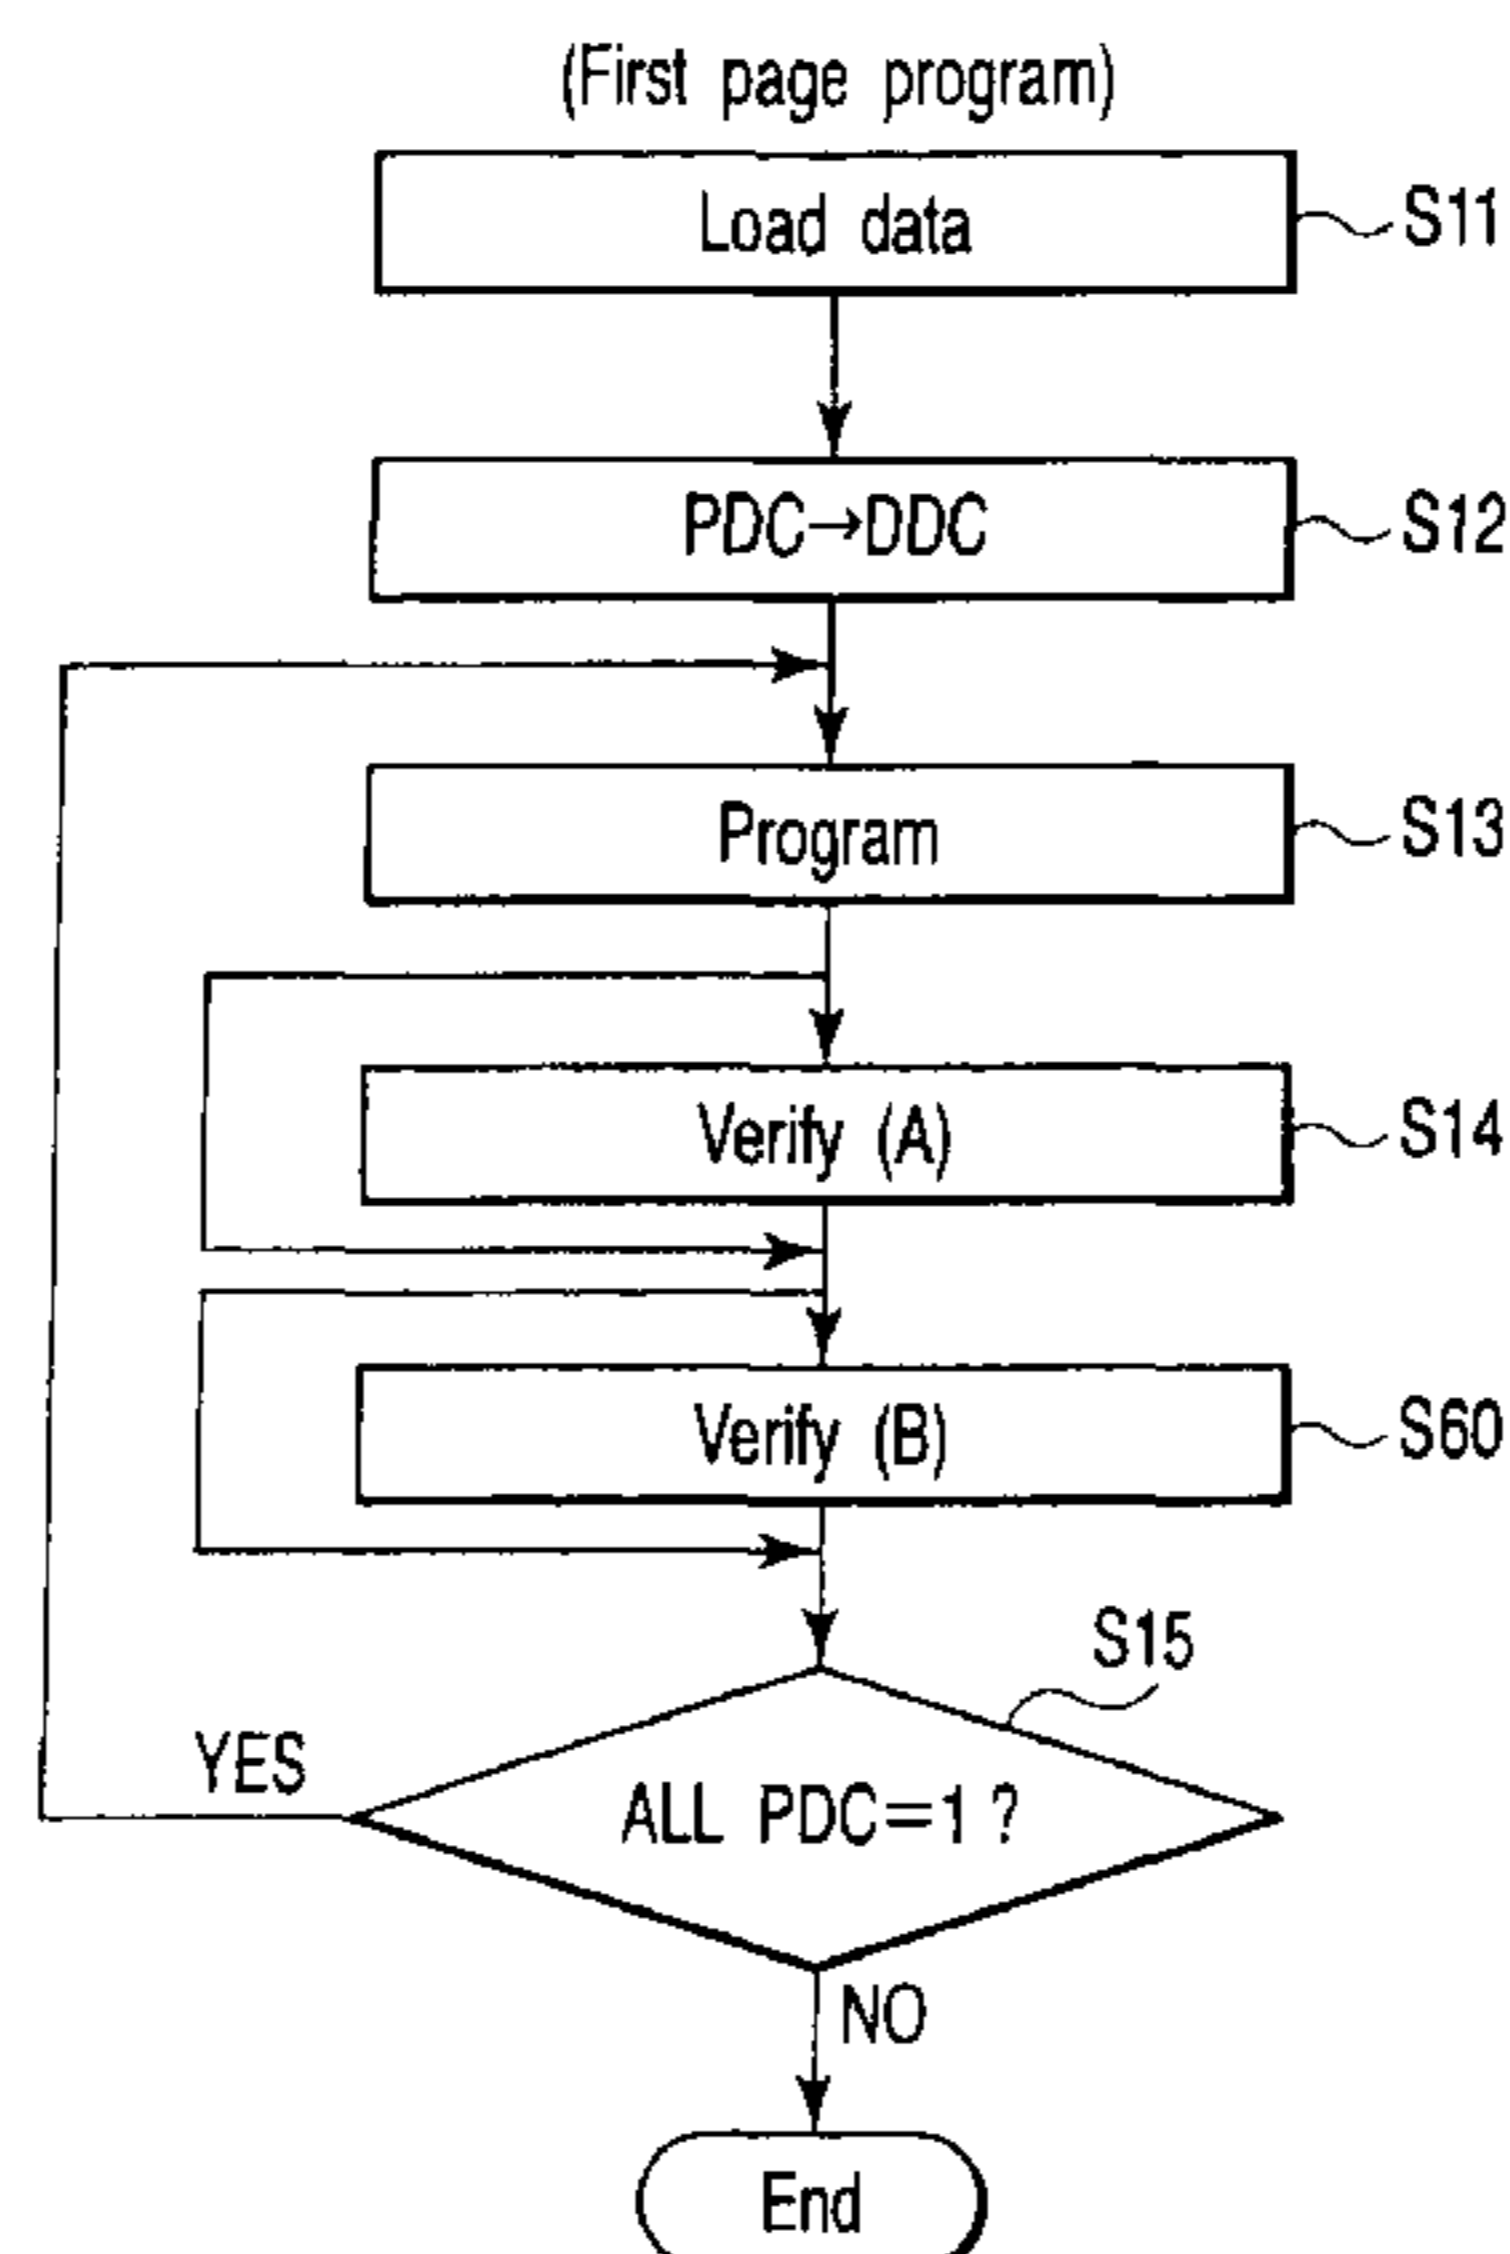 (First page program)
Load data
S11
PDC→DDC
S12
Program
S13
Verify (A)
S14
Verify (B)
S60
S15
YES
ALL PDC=1 ?
NO
End